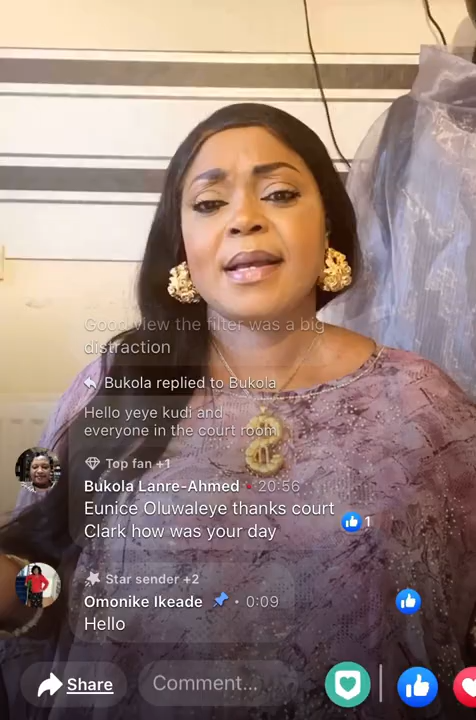 Good view the filter was a big
distraction
Bukola replied to Bukola
Hello yeye kudi and
everyone in the court room
Top fan +1
Bukola Lanre-Ahmed · 20:56
Eunice Oluwaleye thanks court
Clark how was your day
1
Star sender +2
Omonike Ikeade · 0:09
Hello
Share
Comment...